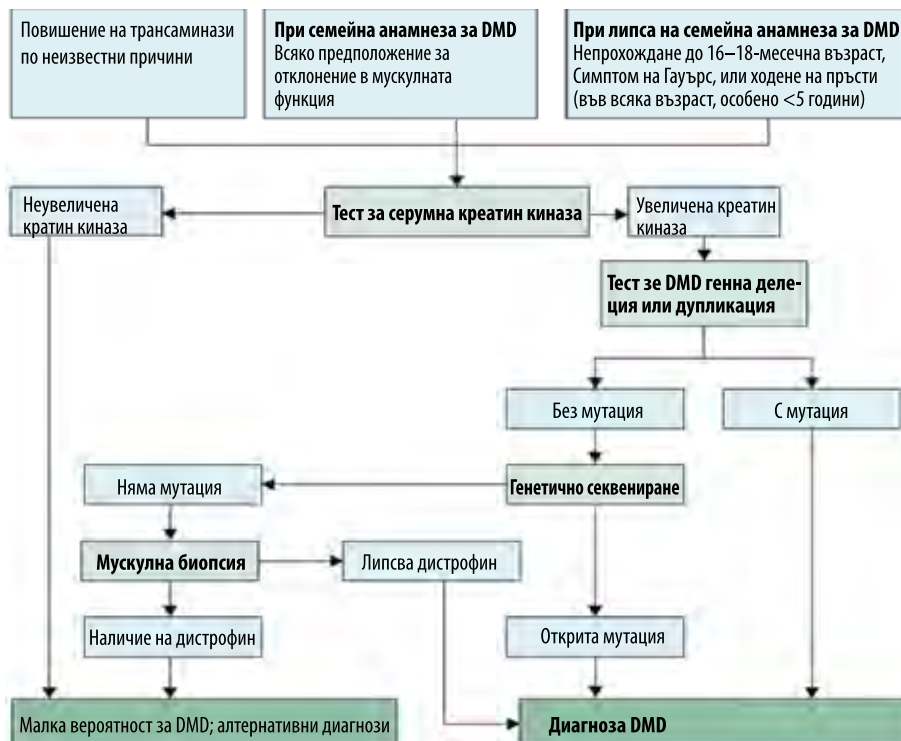 Повишение на трансаминази
по неизвестни причини
При семейна анамнеза за DMD
Всяко предположение за
отклонение в мускулната
функция
При липса на семейна анамнеза за DMD
Непрохождане до 16–18-месечна възраст,
Симптом на Гауърс, или ходене на пръсти
(във всяка възраст, особено <5 години)
Неувеличена
кратин киназа
Тест за серумна креатин киназа
Увеличена креатин
киназа
Тест зе DMD генна деле-
ция или дупликация
Без мутация
С мутация
Няма мутация
Генетично секвениране
Мускулна биопсия
Липсва дистрофин
Наличие на дистрофин
Открита мутация
Малка вероятност за DMD; алтернативни диагнози
Диагноза DMD